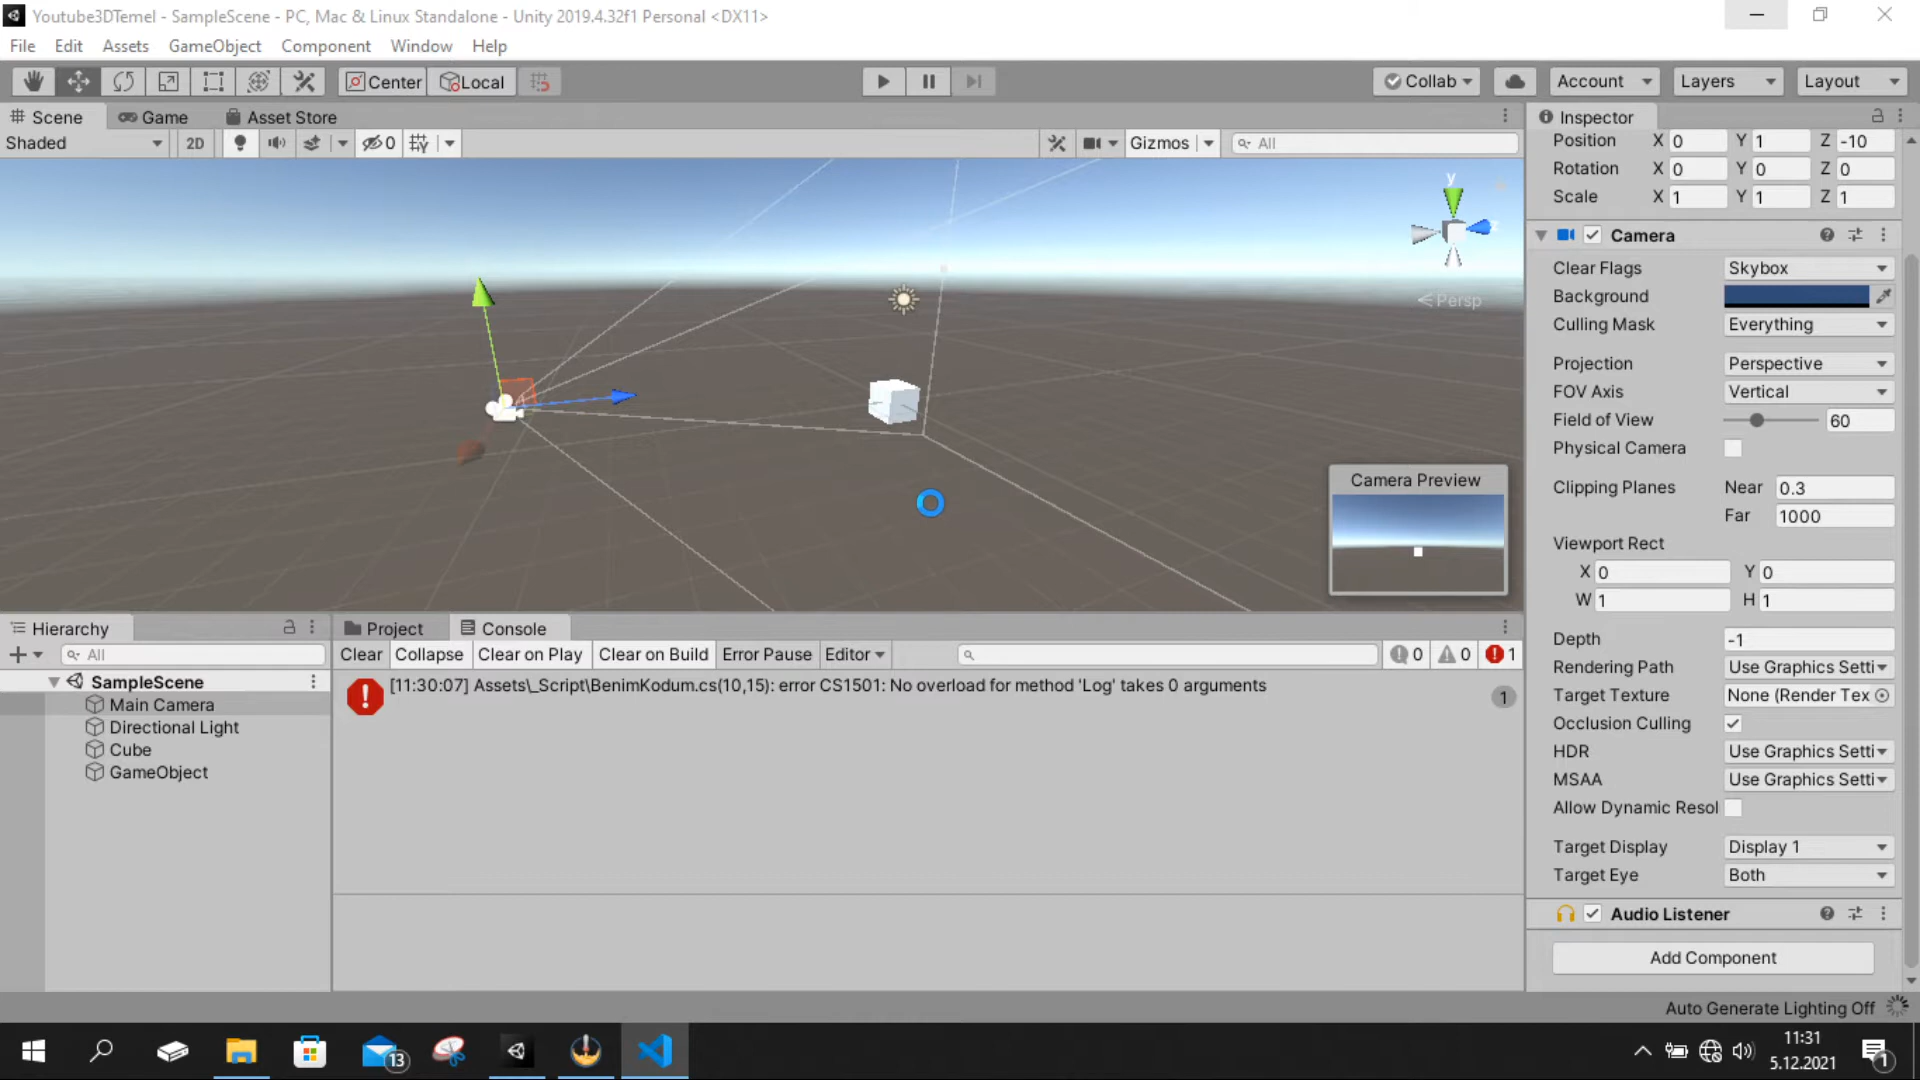 Youtube3DTemel - SampleScene - PC, Mac & Linux Standalone - Unity 2019.4.32f1 Personal <DX11>
File Edit Assets GameObject Component Window Help
Center Local Collab Account Layers Layout
Scene Game Asset Store Inspector
Shaded 2D 0 Gizmos All
Position X 0 Y 1 Z -10
Rotation X 0 Y 0 Z 0
Scale X 1 Y 1 Z 1
y
Persp
Camera
Clear Flags Skybox
Background
Culling Mask Everything
Projection Perspective
FOV Axis Vertical
Field of View 60
Physical Camera
Clipping Planes Near 0.3
Far 1000
Viewport Rect
X 0 Y 0
W 1 H 1
Depth -1
Rendering Path Use Graphics Setti
Target Texture None (Render Tex
Occlusion Culling
HDR Use Graphics Setti
MSAA Use Graphics Setti
Allow Dynamic Resol
Target Display Display 1
Target Eye Both
Audio Listener
Add Component
Camera Preview
Hierarchy
All
SampleScene
Main Camera
Directional Light
Cube
GameObject
Project Console
Clear Collapse Clear on Play Clear on Build Error Pause Editor 0 0 1
[11:30:07] Assets\_Script\BenimKodum.cs(10,15): error CS1501: No overload for method 'Log' takes 0 arguments
1
Auto Generate Lighting Off
13
11:31
5.12.2021
1